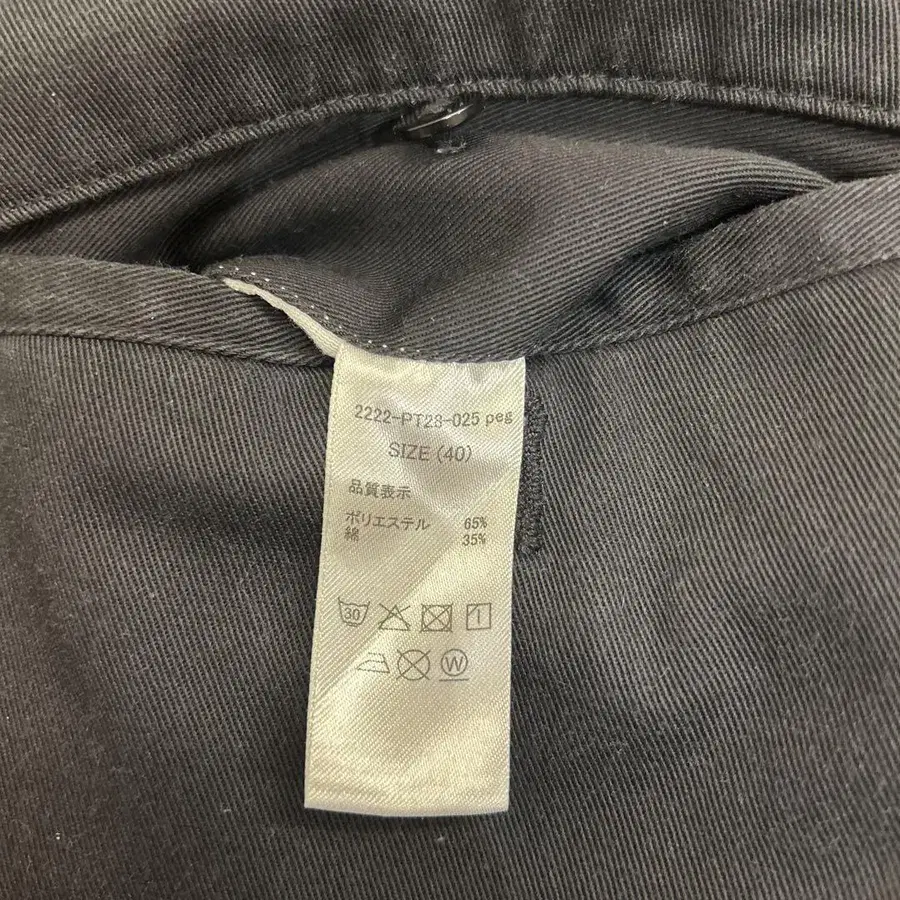 2222-PT28-025 peg
SIZE (40)
品質表示
ポリエステル 65%
綿 35%
30
W